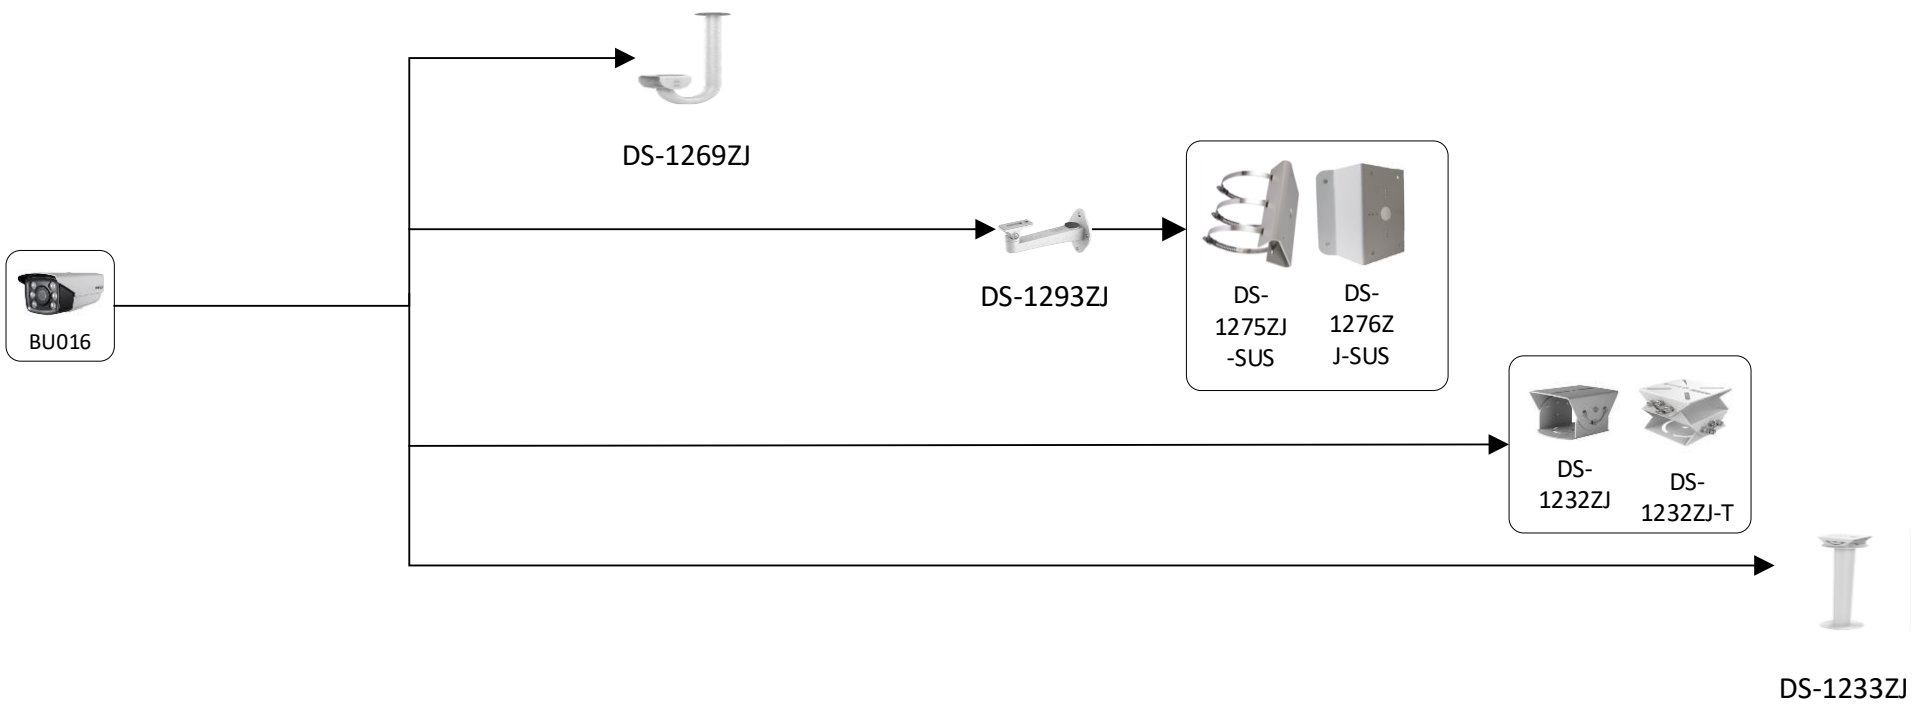 DS-1269ZJ
BU016
DS-1293ZJ
DS-
1275ZJ
-SUS
DS-
1276Z
J-SUS
DS-
1232ZJ
DS-
1232ZJ-T
DS-1233ZJ